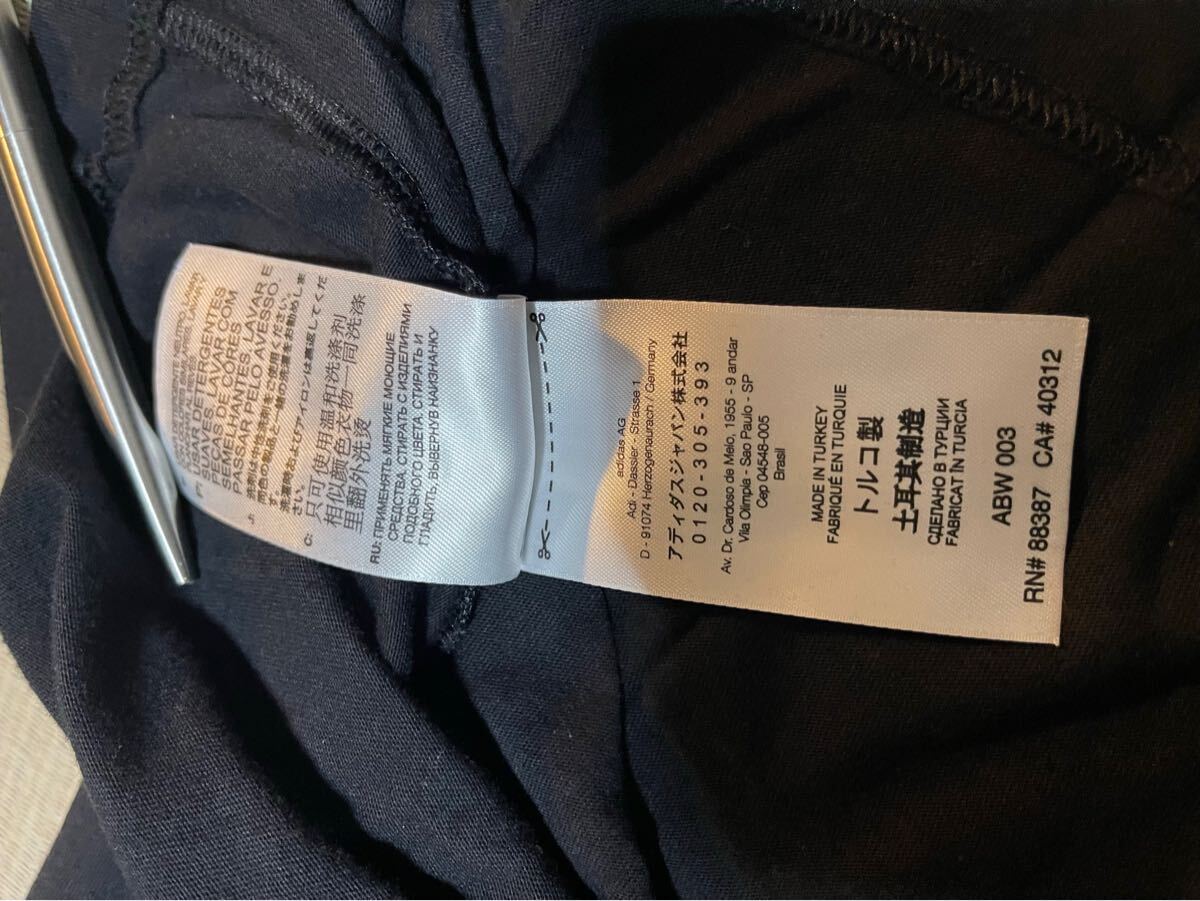 SUAVES, DETERGENTES
PEÇAS, LAVAR COM
PEÇAS DE CORES
SEMELHANTES, LAVAR E
PASSAR PELO AVESSO.
J:
さい。
C: 只可使用温和洗涤剂
相似颜色衣物一同洗涤
里翻外洗烫
RU: ПРИМЕНЯТЬ МЯГКИЕ МОЮЩИЕ
СРЕДСТВА, СТИРАТЬ С ИЗДЕЛИЯМИ
ПОДОБНОГО ЦВЕТА, СТИРАТЬ И
ГЛАДИТЬ, ВЫВЕРНУВ НАИЗНАНКУ
adidas AG
Adi - Dassler - Strasse 1
D - 91074 Herzogenaurach / Germany
アディダスジャパン株式会社
0120-305-393
Av. Dr. Cardoso de Melo, 1955 - 9 andar
Vila Olimpia - Sao Paulo - SP
Cep 04548-005
Brasil
MADE IN TURKEY
FABRIQUÉ EN TURQUIE
トルコ製
土耳其制造
СДЕЛАНО В ТУРЦИИ
FABRICAT ÎN TURCIA
ABW 003
RN# 88387 CA# 40312